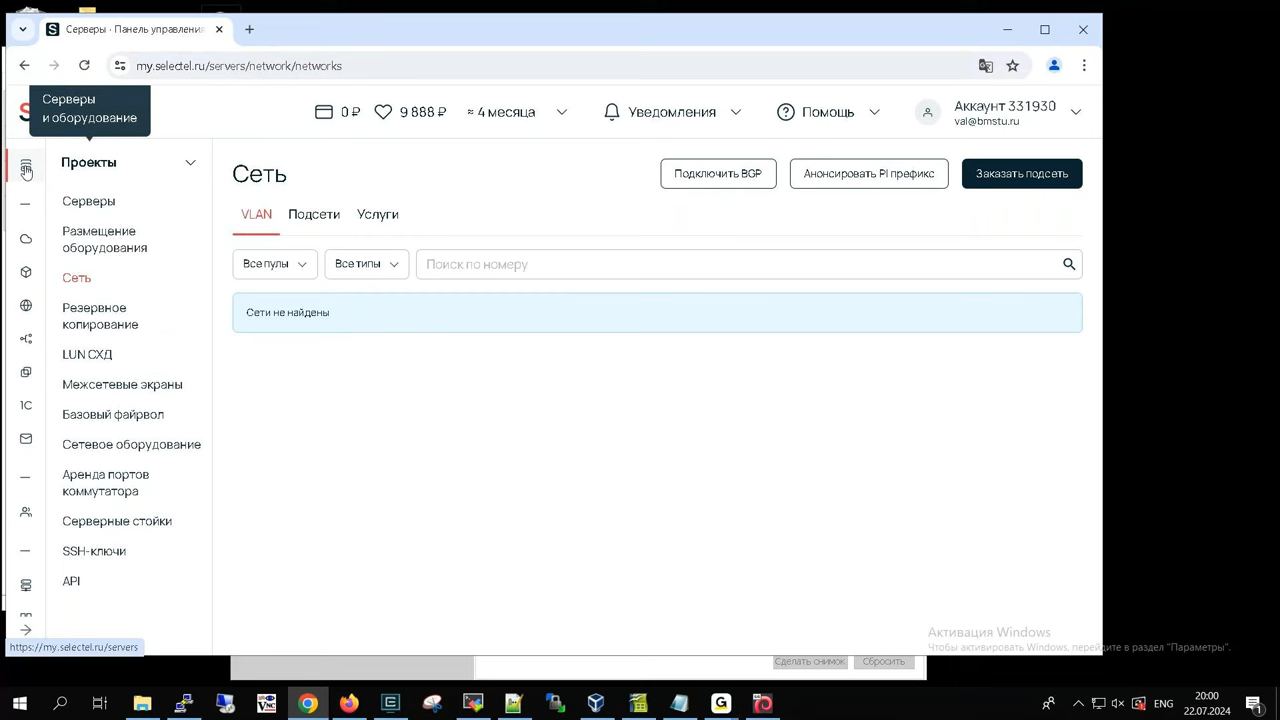 Серверы · Панель управления
my.selectel.ru/servers/network/networks
Серверы
и оборудование
0 ₽
9 888 ₽
≈ 4 месяца
Уведомления
Помощь
Аккаунт 331930
val@bmstu.ru
Проекты
Серверы
Размещение
оборудования
Сеть
Резервное
копирование
LUN СХД
Межсетевые экраны
Базовый файрвол
Сетевое оборудование
Аренда портов
коммутатора
Серверные стойки
SSH-ключи
API
1C
Сеть
Подключить BGP
Анонсировать PI префикс
Заказать подсеть
VLAN
Подсети
Услуги
Все пулы
Все типы
Поиск по номеру
Сети не найдены
https://my.selectel.ru/servers
Активация Windows
Чтобы активировать Windows, перейдите в раздел "Параметры".
Сделать снимок
Сбросить
ENG
20:00
22.07.2024